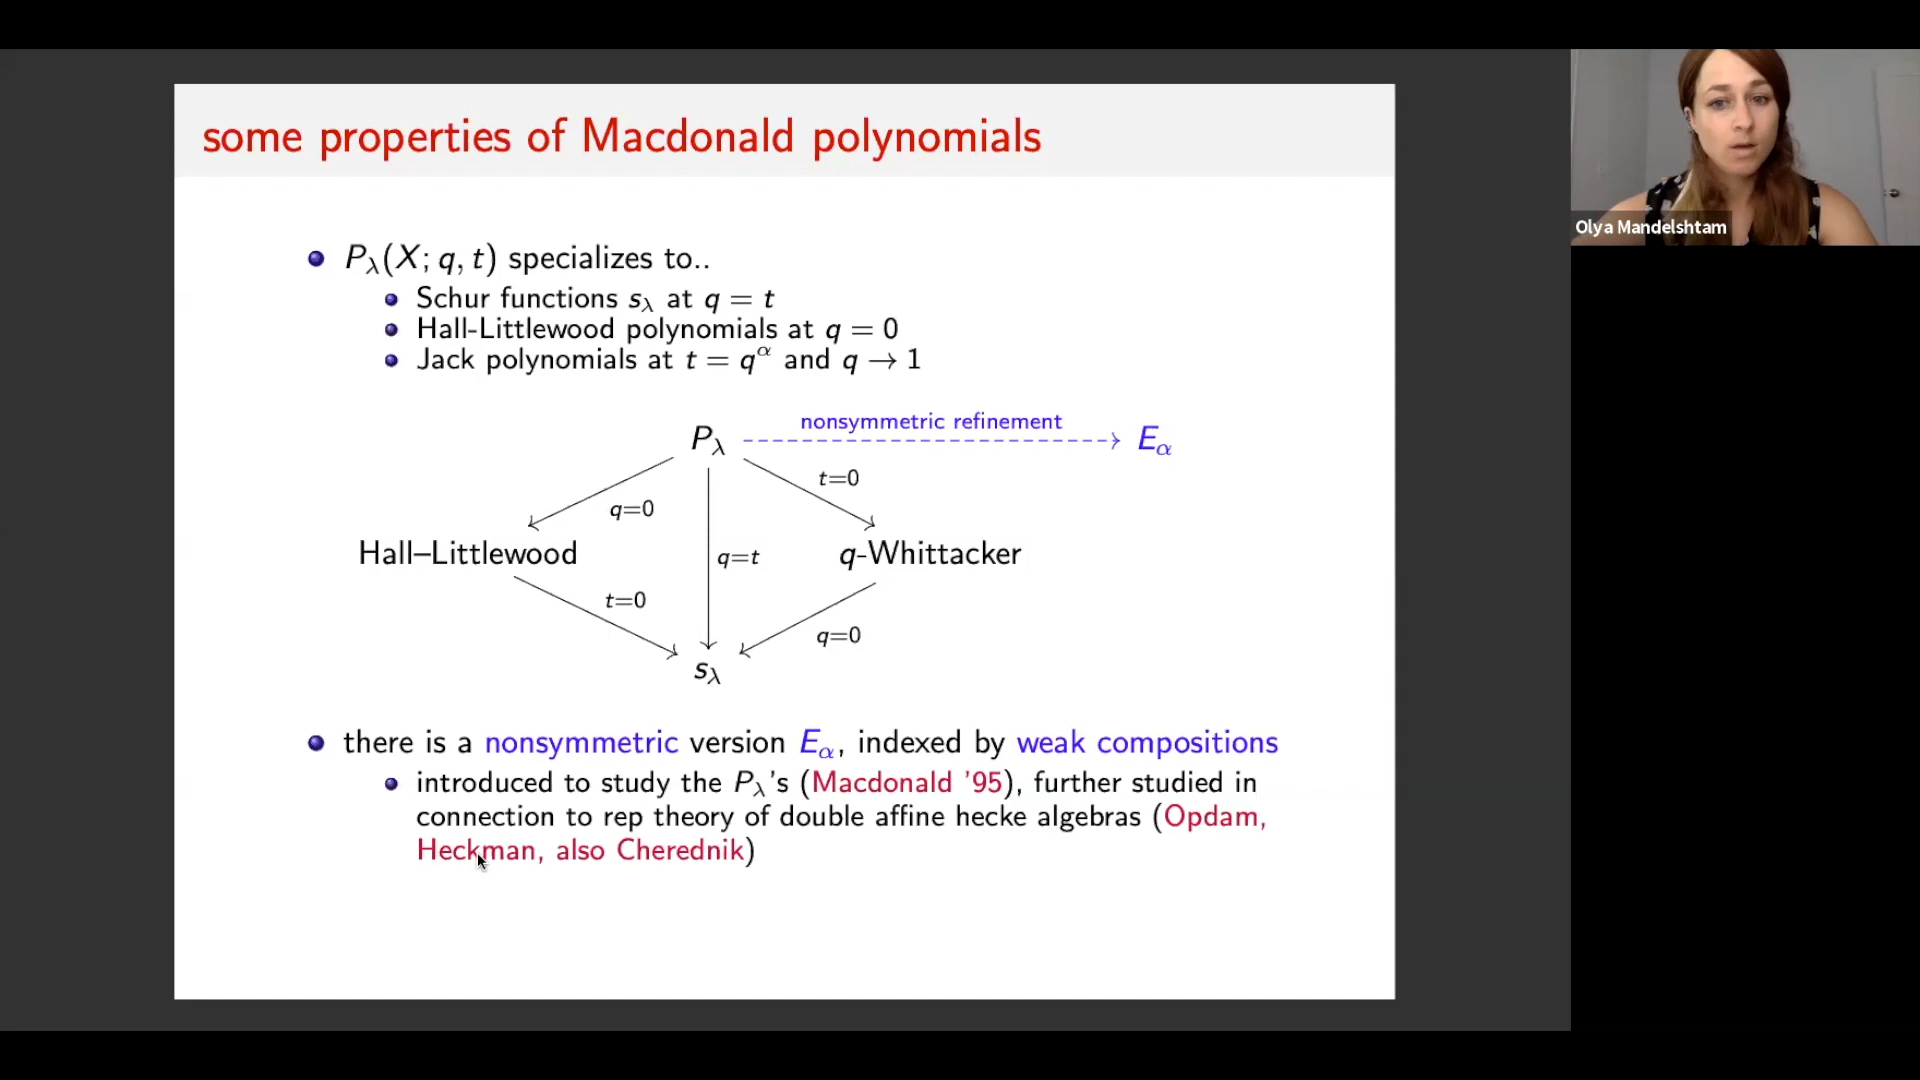 some properties of Macdonald polynomials
Olya Mandelshtam
P_λ(X; q, t) specializes to..
Schur functions s_λ at q = t
Hall-Littlewood polynomials at q = 0
Jack polynomials at t = q^α and q → 1
nonsymmetric refinement
P_λ
E_α
t=0
q=0
Hall–Littlewood
q=t
q-Whittacker
t=0
q=0
s_λ
there is a nonsymmetric version E_α, indexed by weak compositions
introduced to study the P_λ's (Macdonald '95), further studied in
connection to rep theory of double affine hecke algebras (Opdam,
Heckman, also Cherednik)